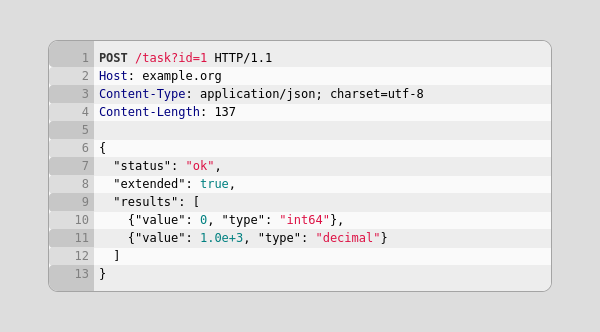 1 POST /task?id=1 HTTP/1.1
2 Host: example.org
3 Content-Type: application/json; charset=utf-8
4 Content-Length: 137
5
6 {
7   "status": "ok",
8   "extended": true,
9   "results": [
10     {"value": 0, "type": "int64"},
11     {"value": 1.0e+3, "type": "decimal"}
12   ]
13 }